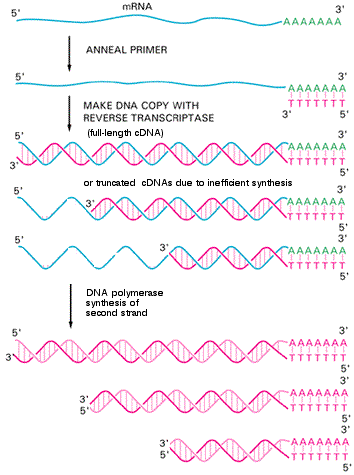 mRNA
5' 3'
AAAAAAA
ANNEAL PRIMER
5' 3'
AAAAAAA
TTTTTTT
3' 5'
MAKE DNA COPY WITH
REVERSE TRANSCRIPTASE
(full-length cDNA)
5' 3'
AAAAAAA
TTTTTTT
3' 5'
or truncated cDNAs due to inefficient synthesis
5' 3'
3' AAAAAAA
TTTTTTT
5'
5' 3'
3' AAAAAAA
TTTTTTT
5'
DNA polymerase
synthesis of
second strand
5' 3'
AAAAAAA
3' TTTTTTT
5'
3'
3' AAAAAAA
5' TTTTTTT
5'
3'
3' AAAAAAA
5' TTTTTTT
5'